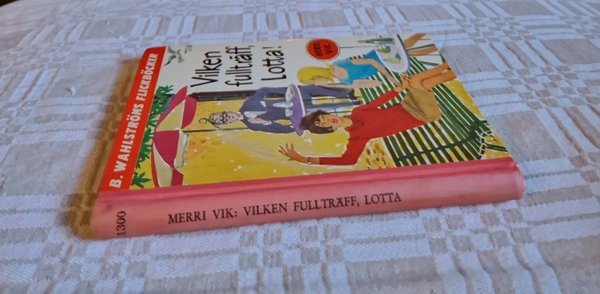 B. WAHLSTRÖMS FLICKBÖCKER
Vilken
fullträff,
Lotta!
MERRI
VIK
1300
MERRI VIK: VILKEN FULLTRÄFF, LOTTA